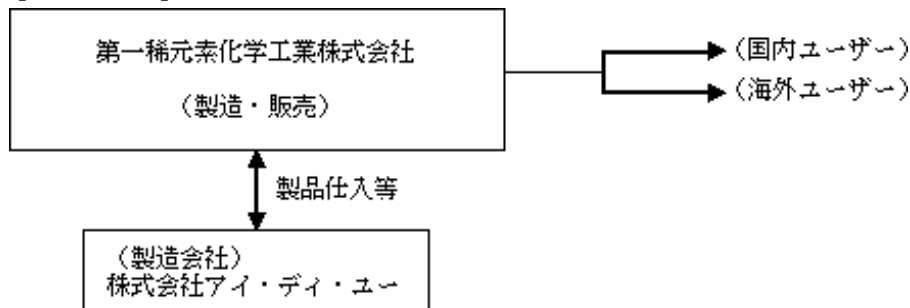 第一稀元素化学工業株式会社
（製造・販売）
（国内ユーザー）
（海外ユーザー）
製品仕入等
（製造会社）
株式会社アイ・ディ・ユー